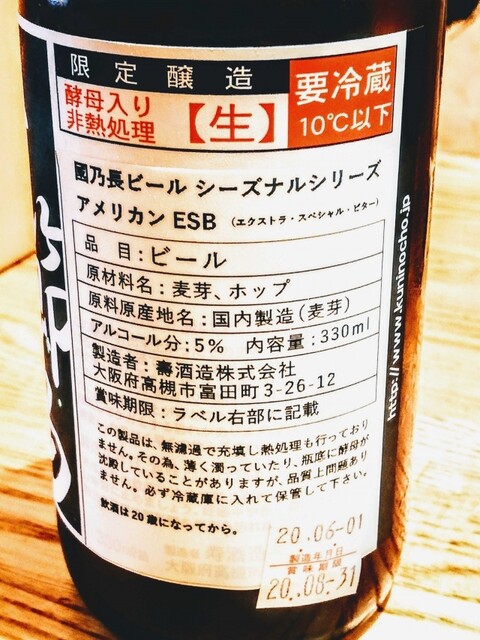 限定醸造
酵母入り
非熱処理
【生】
要冷蔵
10℃以下
國乃長ビール シーズナルシリーズ
アメリカン ESB （エクストラ・スペシャル・ビター）
品目：ビール
原材料名：麦芽、ホップ
原料原産地名：国内製造（麦芽）
アルコール分：5% 内容量：330ml
製造者：壽酒造株式会社
大阪府高槻市富田町3-26-12
賞味期限：ラベル右部に記載
この製品は、無濾過で充填し熱処理も行っており
ません。その為、薄く濁っていたり、瓶底に酵母が
沈殿していることがありますが、品質上問題あり
ません。必ず冷蔵庫に入れて保管して下さい。
飲酒は20歳になってから。
20.06-01
製造年月日
賞味期限
20.08-31
http://www.kuninocho.jp